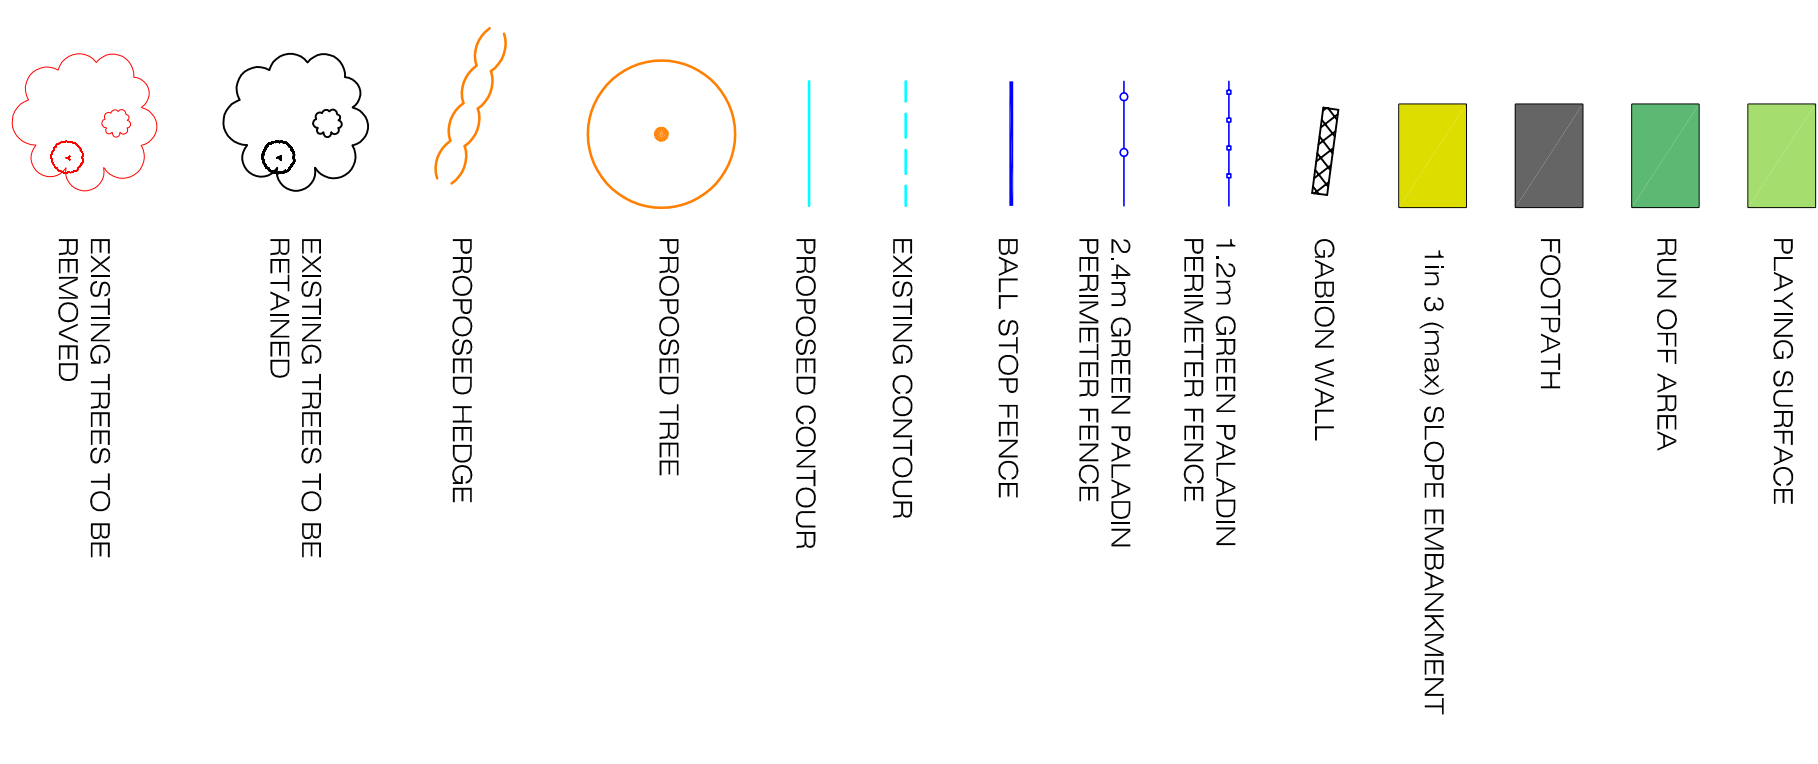 PLAYING SURFACE
RUN OFF AREA
FOOTPATH
1in 3 (max) SLOPE EMBANKMENT
GABION WALL
1.2m GREEN PALADIN
PERIMETER FENCE
2.4m GREEN PALADIN
PERIMETER FENCE
BALL STOP FENCE
EXISTING CONTOUR
PROPOSED CONTOUR
PROPOSED TREE
PROPOSED HEDGE
EXISTING TREES TO BE
RETAINED
EXISTING TREES TO BE
REMOVED